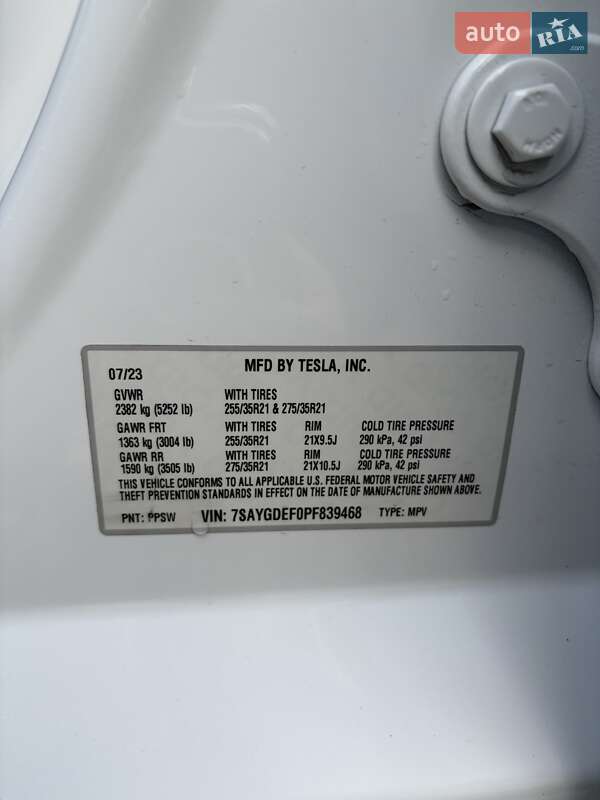 auto RIA .com
07/23 MFD BY TESLA, INC.
GVWR WITH TIRES
2382 kg (5252 lb) 255/35R21 & 275/35R21
GAWR FRT WITH TIRES RIM COLD TIRE PRESSURE
1363 kg (3004 lb) 255/35R21 21X9.5J 290 kPa, 42 psi
GAWR RR WITH TIRES RIM COLD TIRE PRESSURE
1590 kg (3505 lb) 275/35R21 21X10.5J 290 kPa, 42 psi
THIS VEHICLE CONFORMS TO ALL APPLICABLE U.S. FEDERAL MOTOR VEHICLE SAFETY AND
THEFT PREVENTION STANDARDS IN EFFECT ON THE DATE OF MANUFACTURE SHOWN ABOVE.
PNT: PPSW VIN: 7SAYGDEF0PF839468 TYPE: MPV